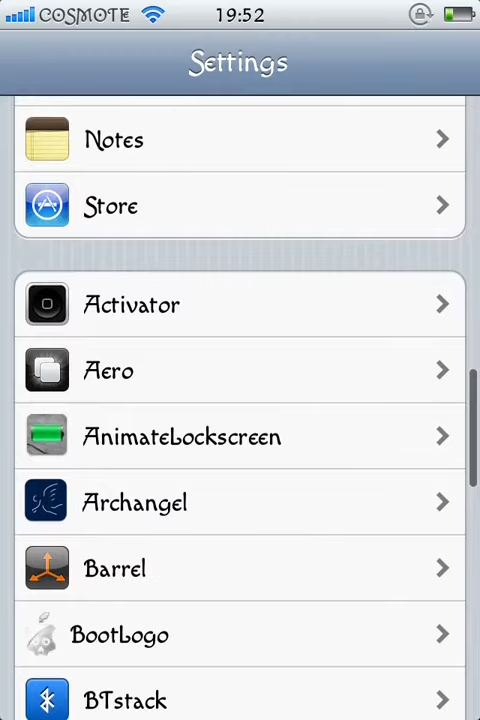 COSMOTE 19:52
Settings
Notes
Store
Activator
Aero
AnimateLockscreen
Archangel
Barrel
BootLogo
BTstack